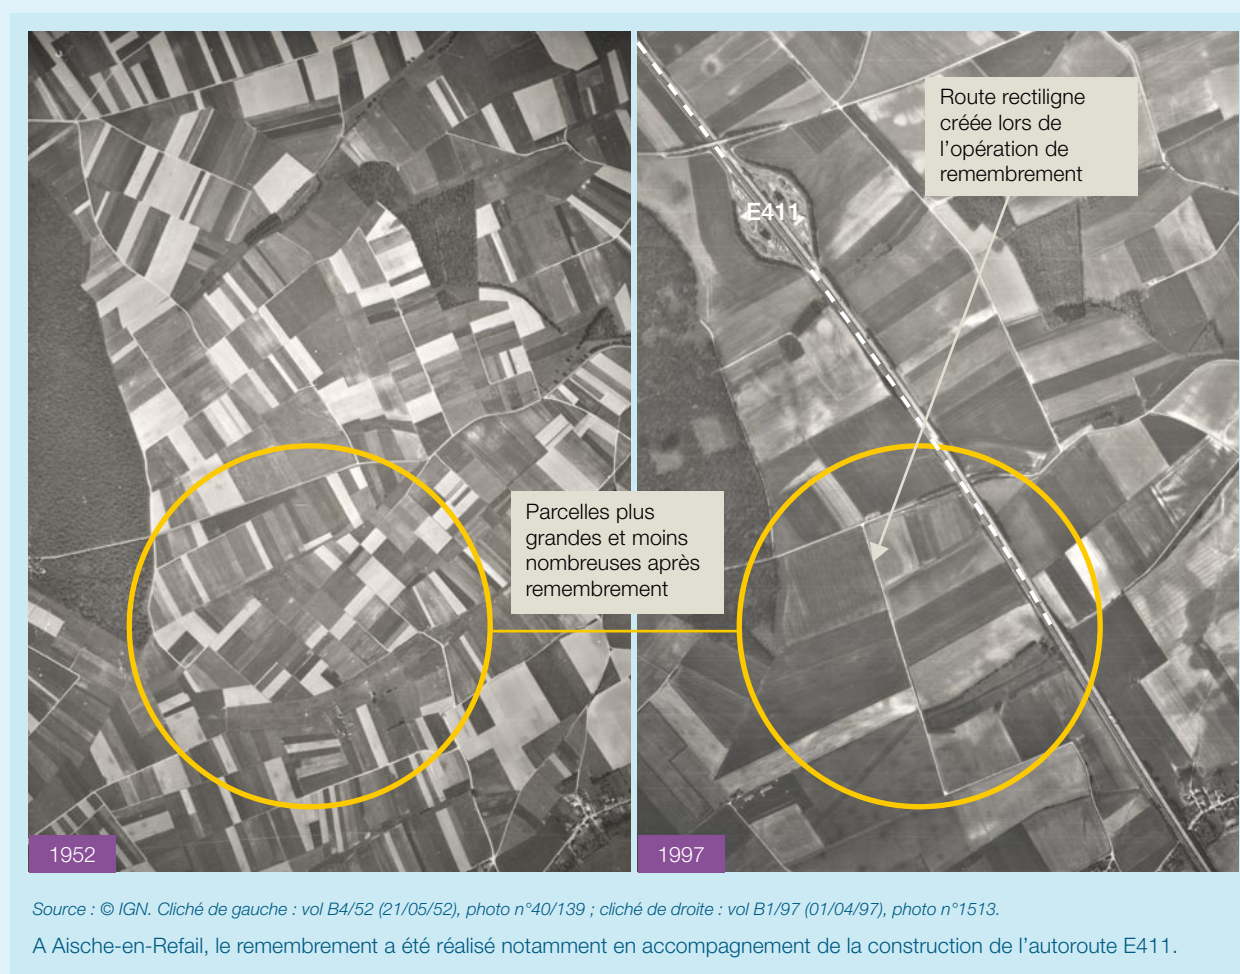 Route rectiligne
créée lors de
l'opération de
remembrement
E411
Parcelles plus
grandes et moins
nombreuses après
remembrement
1952
1997
Source : © IGN. Cliché de gauche : vol B4/52 (21/05/52), photo n°40/139 ; cliché de droite : vol B1/97 (01/04/97), photo n°1513.
A Aische-en-Refail, le remembrement a été réalisé notamment en accompagnement de la construction de l'autoroute E411.